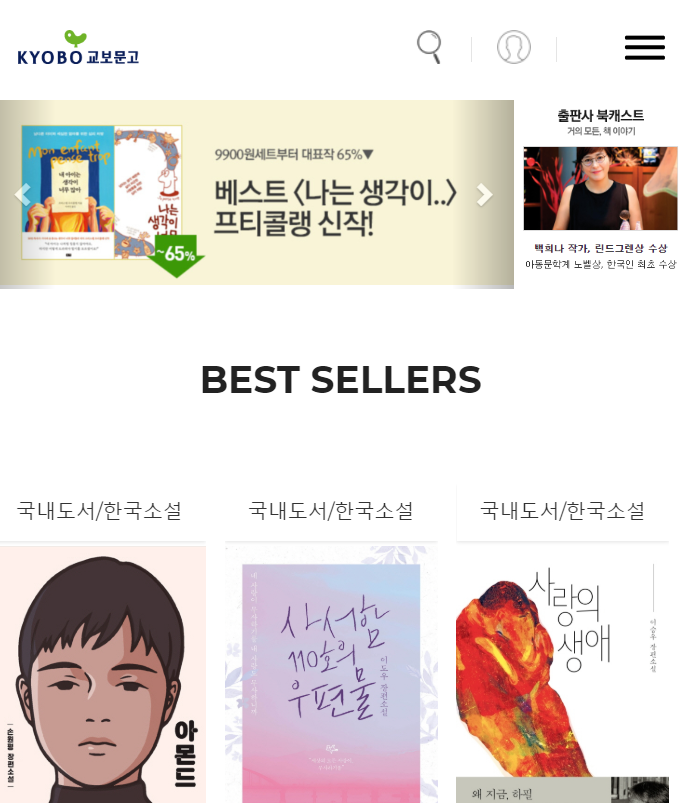 KYOBO 교보문고
출판사 북캐스트
거의 모든, 책 이야기
Mon enfant
pense trop
내 아이는
생각이
너무 많아
나는
생각이
~65%
9900원세트부터 대표작 65%▼
베스트 〈나는 생각이..〉
프티콜랭 신작!
백희나 작가, 린드그렌상 수상
아동문학계 노벨상, 한국인 최초 수상
BEST SELLERS
국내도서/한국소설
국내도서/한국소설
국내도서/한국소설
아몬드
손원평 장편소설
사서함
110호의
우편물
이도우 장편소설
사랑의
생애
이승우 장편소설
왜 지금, 하필